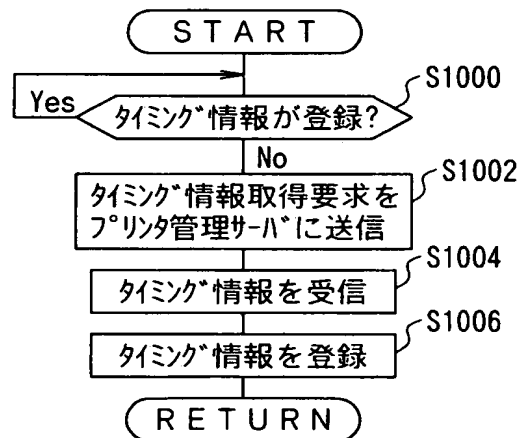 START
S1000
Yes
ﾀｲﾐﾝｸﾞ情報が登録?
No
S1002
ﾀｲﾐﾝｸﾞ情報取得要求を
ﾌﾟﾘﾝﾀ管理ｻｰﾊﾞに送信
S1004
ﾀｲﾐﾝｸﾞ情報を受信
S1006
ﾀｲﾐﾝｸﾞ情報を登録
RETURN